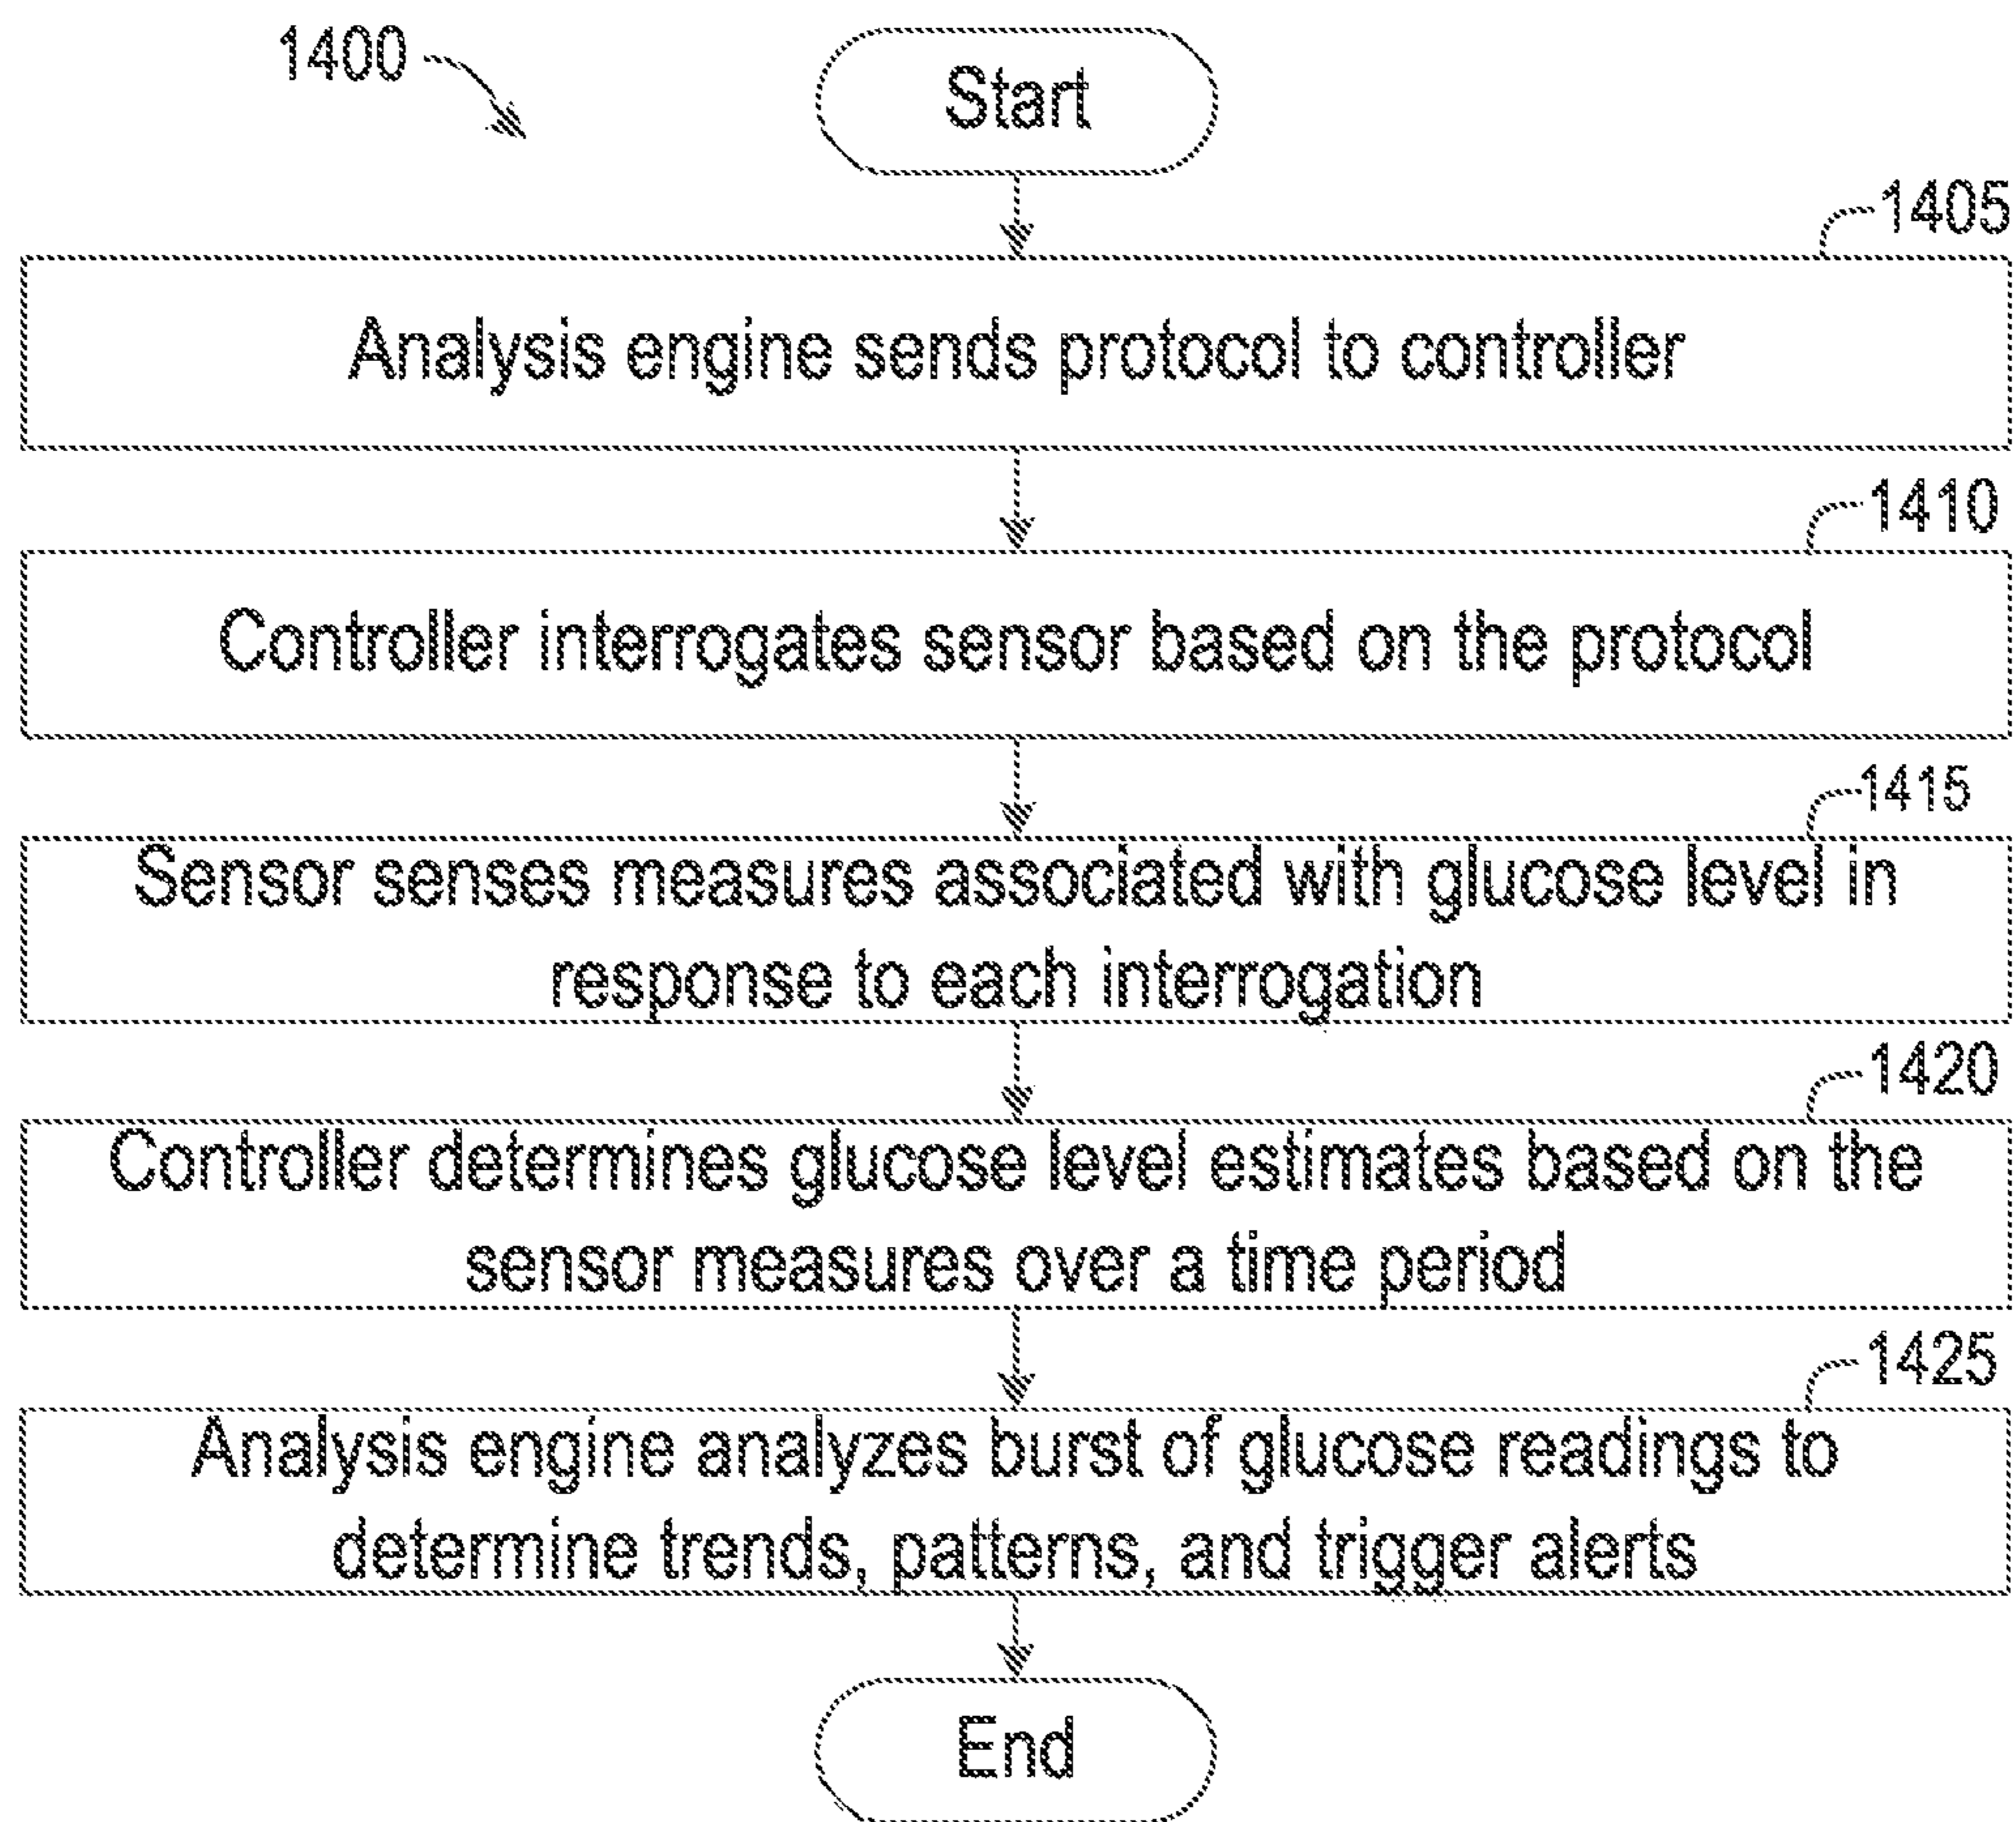 1400
Start
1405
Analysis engine sends protocol to controller
1410
Controller interrogates sensor based on the protocol
1415
Sensor senses measures associated with glucose level in
response to each interrogation
1420
Controller determines glucose level estimates based on the
sensor measures over a time period
1425
Analysis engine analyzes burst of glucose readings to
determine trends, patterns, and trigger alerts
End